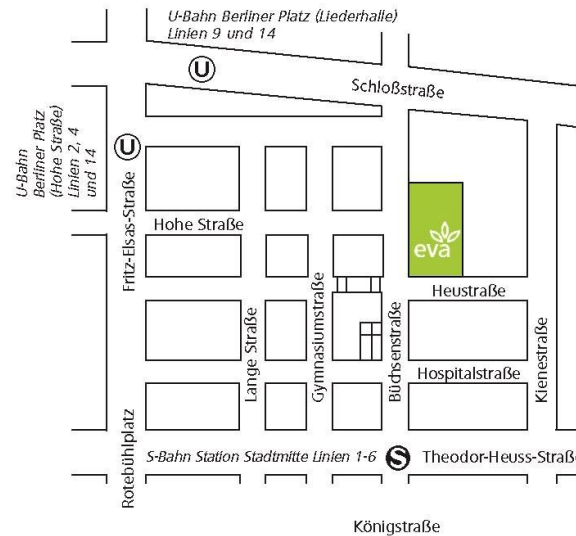 U-Bahn Berliner Platz (Liederhalle)
Linien 9 und 14
U
Schloßstraße
U-Bahn
Berliner Platz
(Hohe Straße)
Linien 2, 4
und 14
U
Fritz-Elsas-Straße
Hohe Straße
eva
Heustraße
Lange Straße
Gymnasiumstraße
Büchsenstraße
Kienestraße
Hospitalstraße
Rotebühlplatz
S-Bahn Station Stadtmitte Linien 1-6
S
Theodor-Heuss-Straße
Königstraße